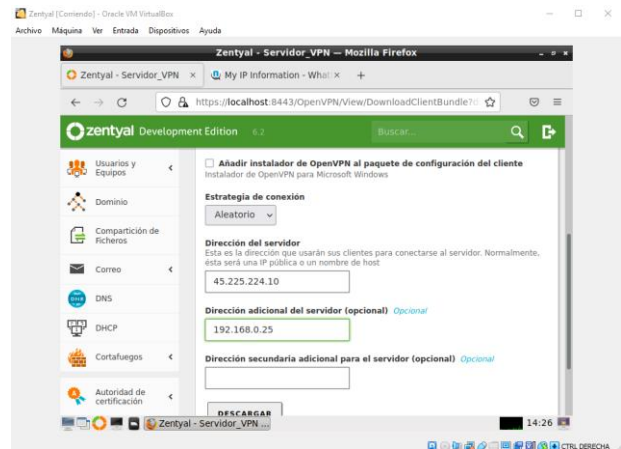 Zentyal [Corriendo] - Oracle VM VirtualBox
Archivo Máquina Ver Entrada Dispositivos Ayuda
Zentyal - Servidor_VPN — Mozilla Firefox
Zentyal - Servidor_VPN × My IP Information - What × +
https://localhost:8443/OpenVPN/View/DownloadClientBundle?
zentyal Development Edition 6.2 Buscar...
Usuarios y
Equipos
Dominio
Compartición de
Ficheros
Correo
DNS
DHCP
Cortafuegos
Autoridad de
certificación
Añadir instalador de OpenVPN al paquete de configuración del cliente
Instalador de OpenVPN para Microsoft Windows
Estrategia de conexión
Aleatorio
Dirección del servidor
Esta es la dirección que usarán sus clientes para conectarse al servidor. Normalmente,
ésta será una IP pública o un nombre de host
45.225.224.10
Dirección adicional del servidor (opcional) Opcional
192.168.0.25
Dirección secundaria adicional para el servidor (opcional) Opcional
DESCARGAR
Zentyal - Servidor_VPN ...
14:26
CTRL DERECHA